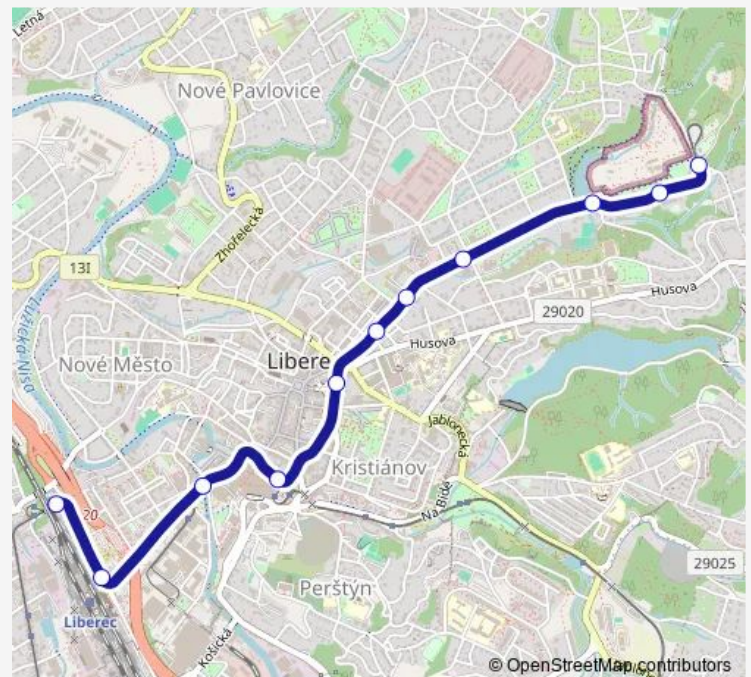 Letná
Nové Pavlovice
Zhořelecká
13I
Lužická Nisa
Husova
29020
Libere
Husova
Nové Město
Jablonecká
Kristiánov
Na Bídě
20
29025
Perštýn
Liberec
Košická
© OpenStreetMap contributors